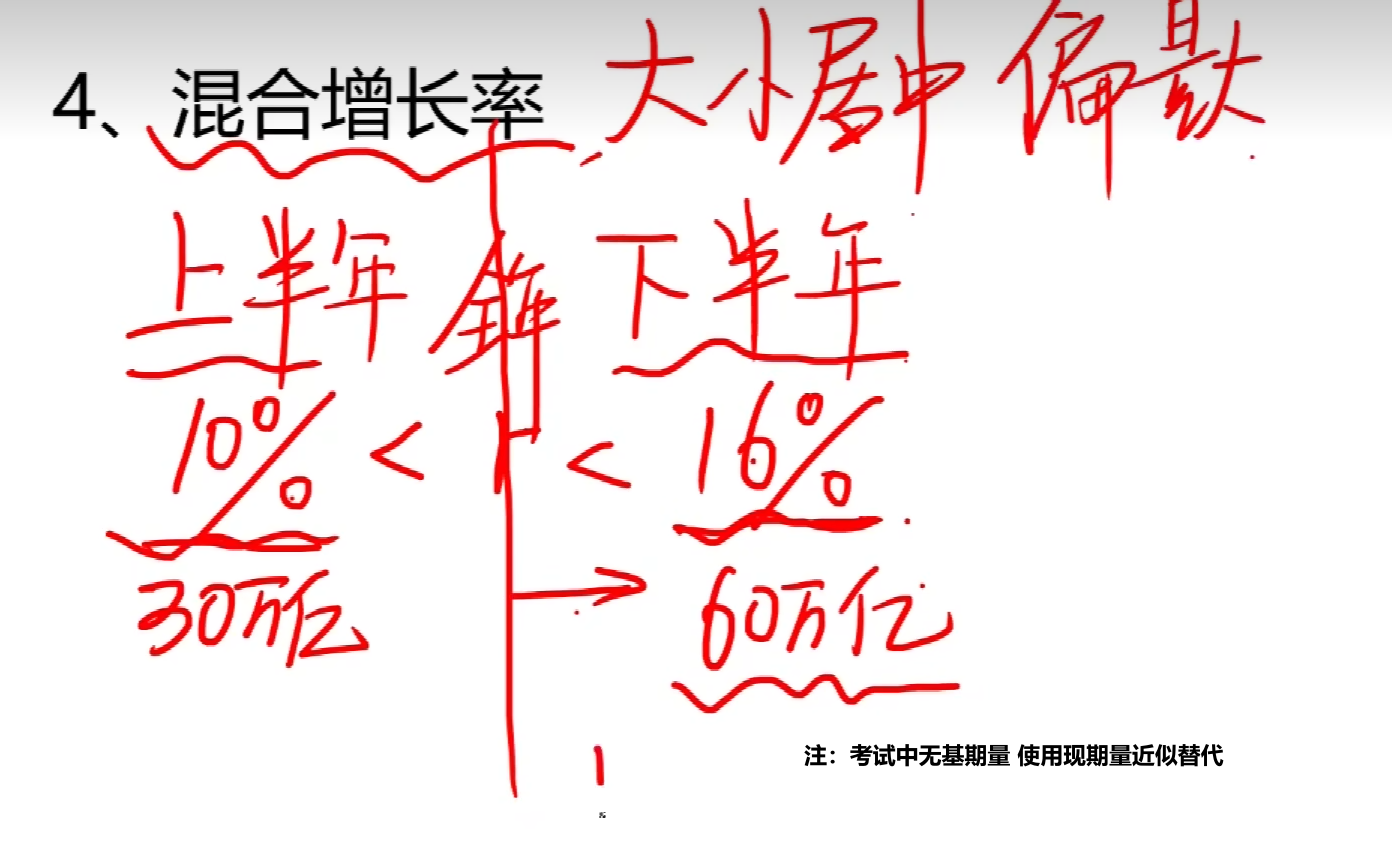 4、混合增长率 大小居中 偏最大
上半年 全年 下半年
10% < r < 16%
30万亿 → 60万亿
注：考试中无基期量 使用现期量近似替代